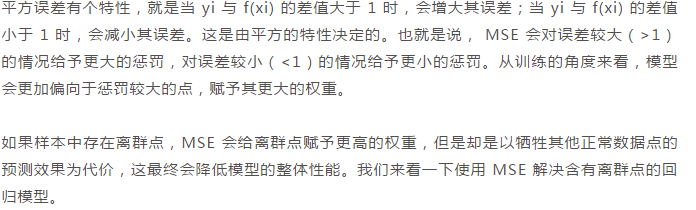 平方误差有个特性，就是当 yi 与 f(xi) 的差值大于 1 时，会增大其误差；当 yi 与 f(xi) 的差值
小于 1 时，会减小其误差。这是由平方的特性决定的。也就是说， MSE 会对误差较大（>1）
的情况给予更大的惩罚，对误差较小（<1）的情况给予更小的惩罚。从训练的角度来看，模型
会更加偏向于惩罚较大的点，赋予其更大的权重。
如果样本中存在离群点，MSE 会给离群点赋予更高的权重，但是却是以牺牲其他正常数据点的
预测效果为代价，这最终会降低模型的整体性能。我们来看一下使用 MSE 解决含有离群点的回
归模型。